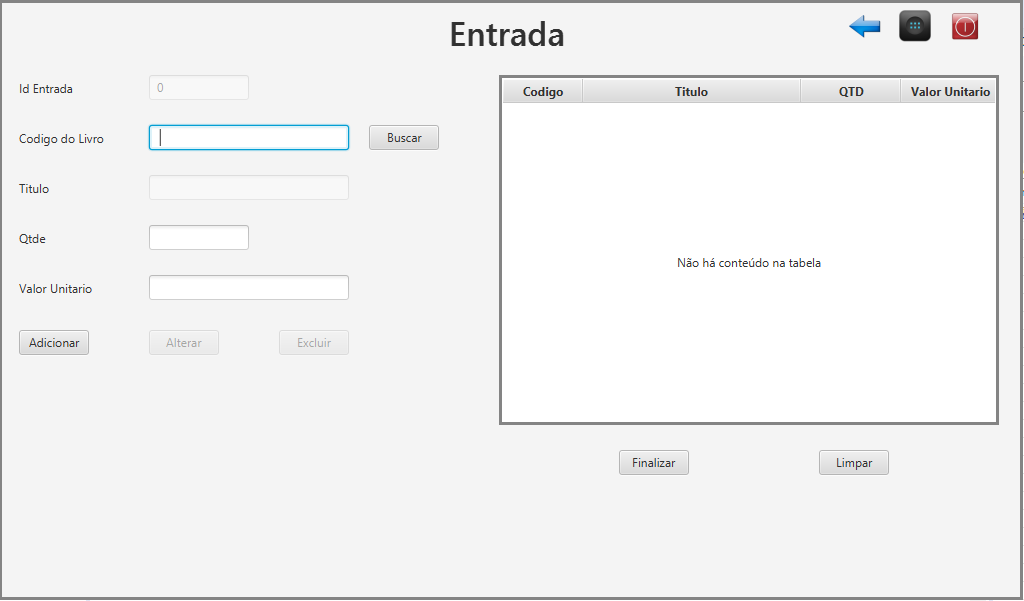 Entrada
Id Entrada
0
Codigo do Livro
Buscar
Titulo
Qtde
Valor Unitario
Adicionar
Alterar
Excluir
Codigo Titulo QTD Valor Unitario
Não há conteúdo na tabela
Finalizar
Limpar